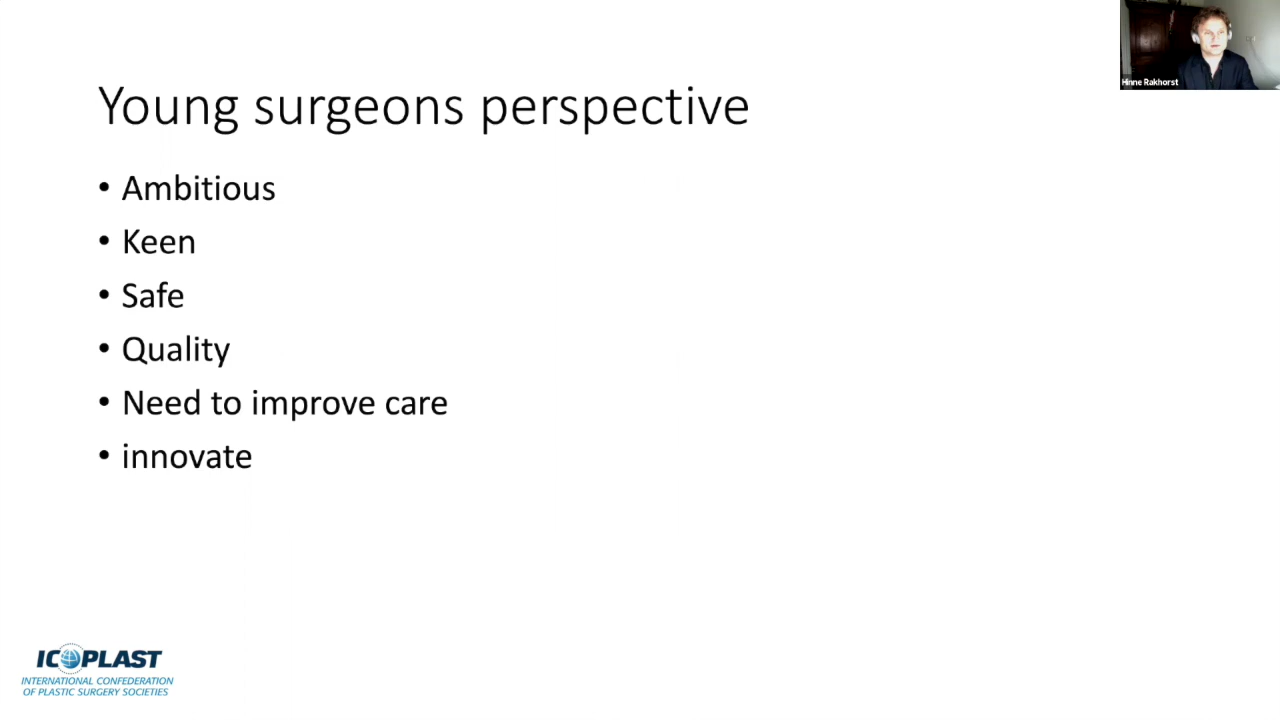 Hinne Rakhorst
Young surgeons perspective
• Ambitious
• Keen
• Safe
• Quality
• Need to improve care
• innovate
ICOPLAST
INTERNATIONAL CONFEDERATION
OF PLASTIC SURGERY SOCIETIES